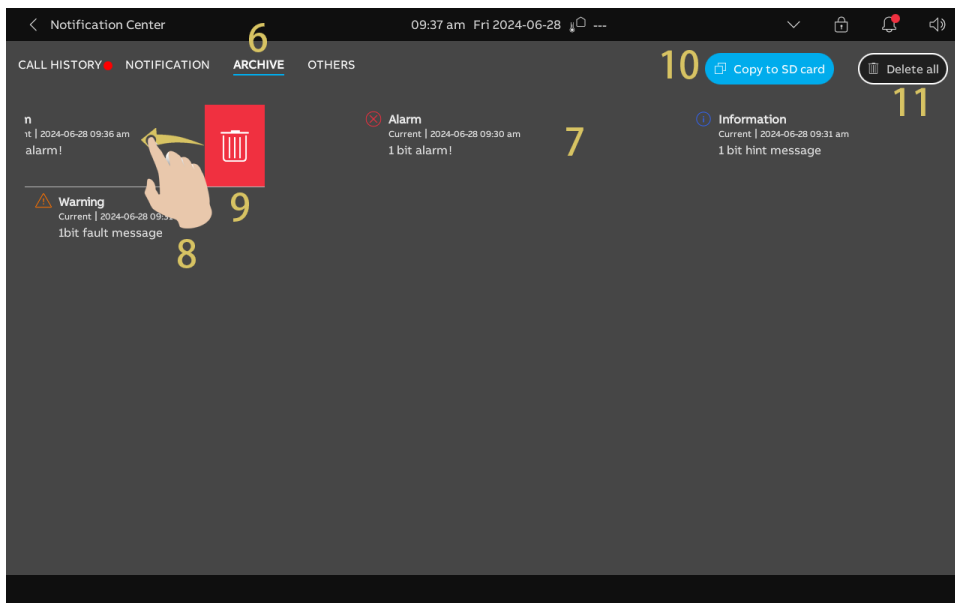 Notification Center
09:37 am Fri 2024-06-28 ---
6
CALL HISTORY NOTIFICATION ARCHIVE OTHERS
10
Copy to SD card
Delete all
11
n
nt | 2024-06-28 09:36 am
alarm!
Alarm
Current | 2024-06-28 09:30 am
1 bit alarm!
7
Information
Current | 2024-06-28 09:31 am
1 bit hint message
Warning
Current | 2024-06-28
1bit fault message
8
9